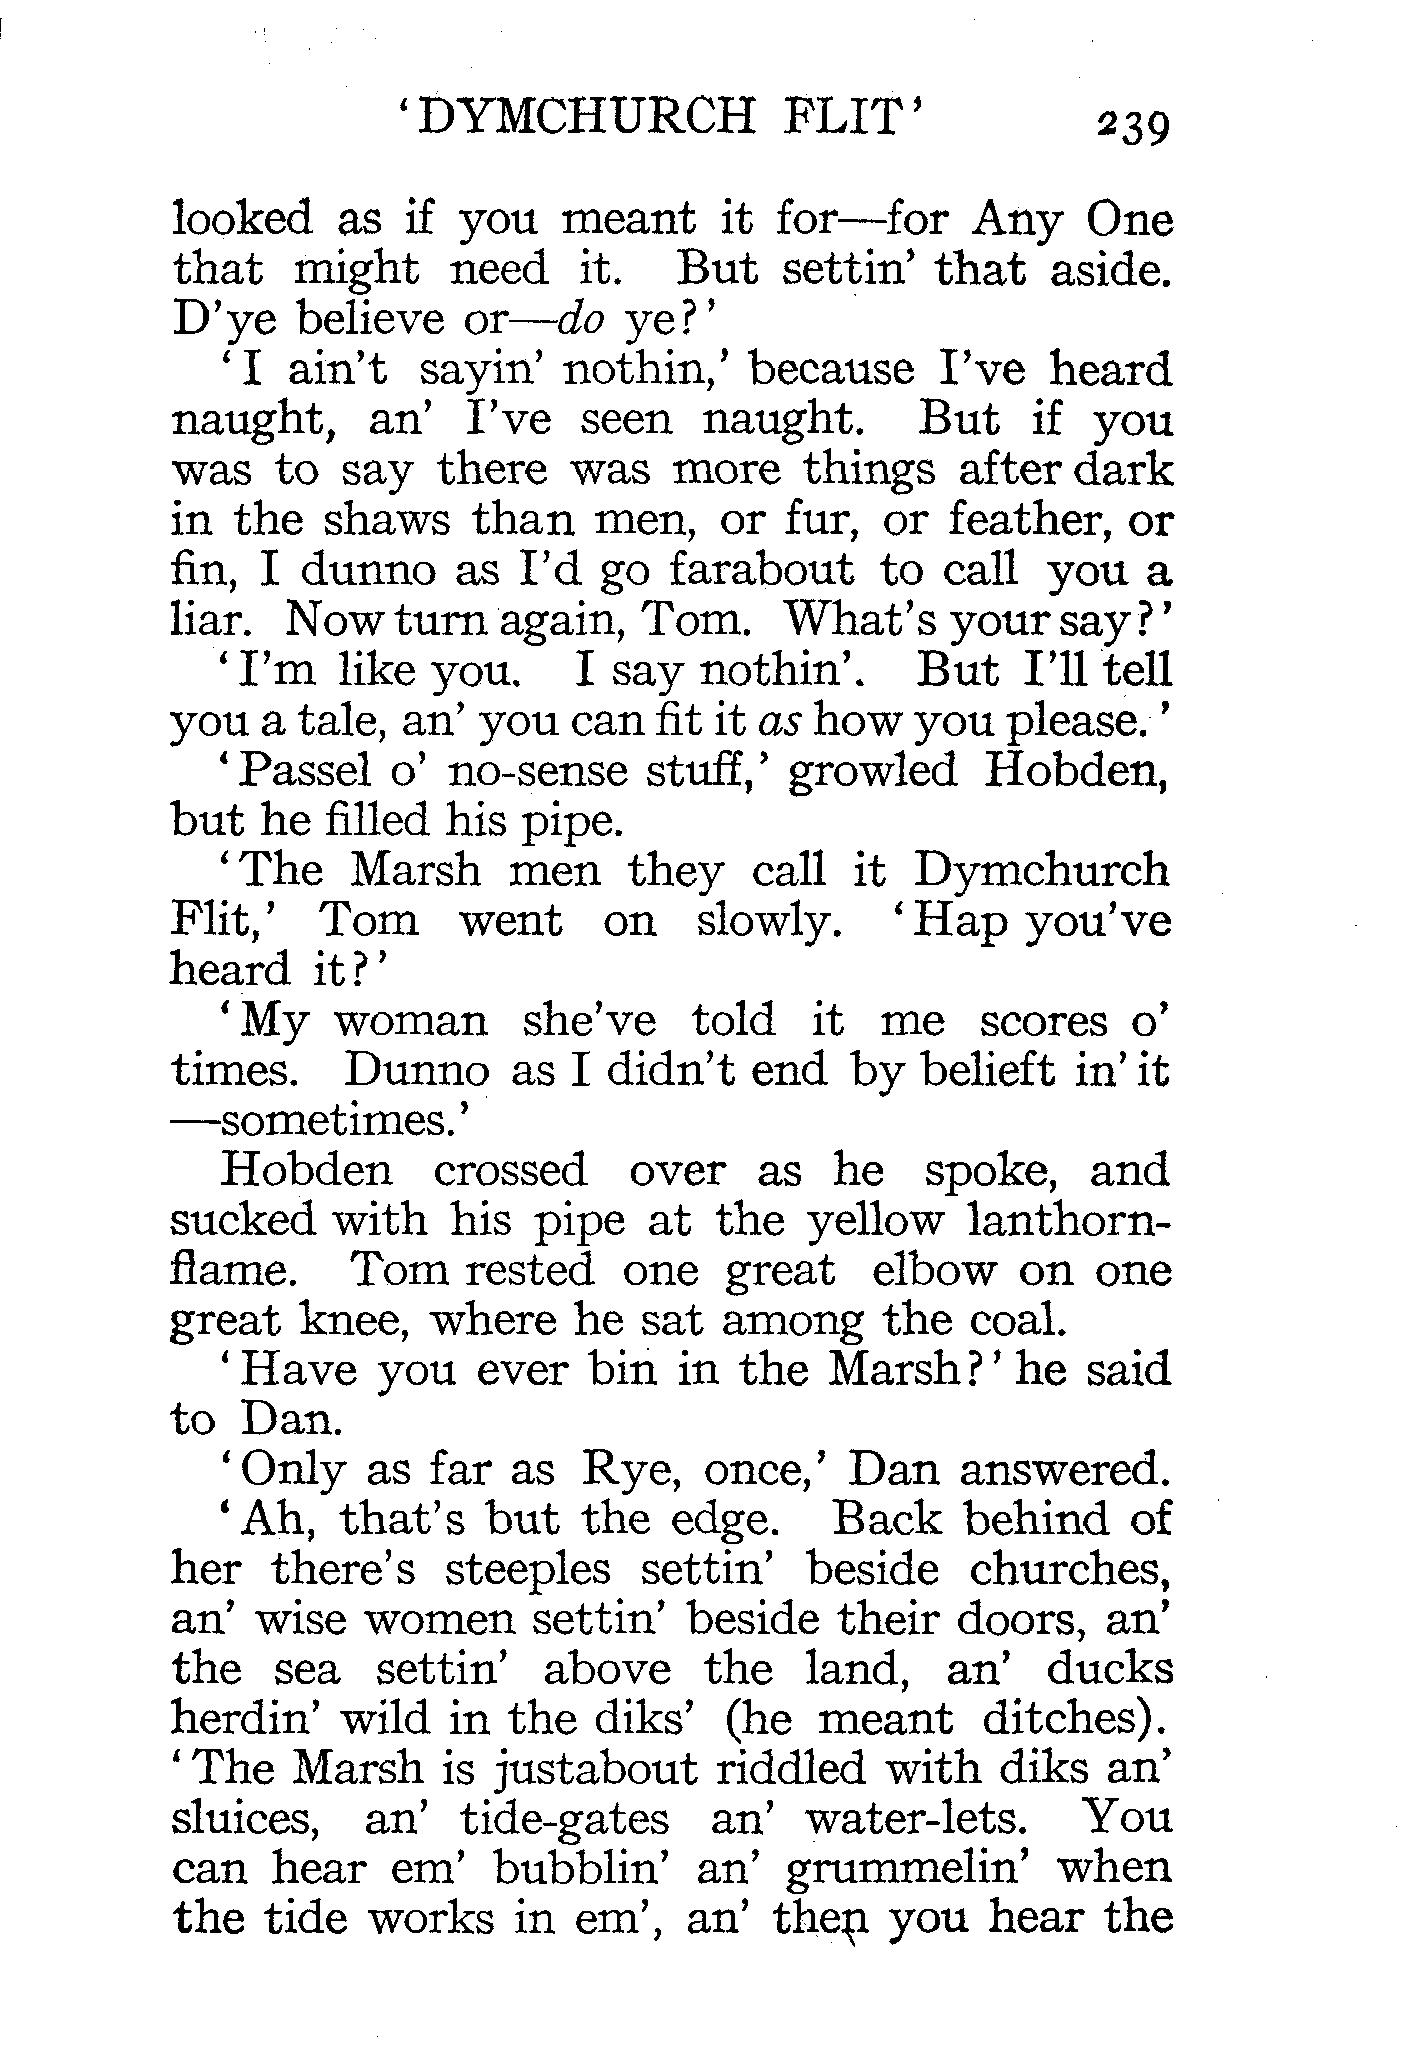 ‘DYMCHURCH FLIT’ 239
looked as if you meant it for—for Any One
that might need it. But settin’ that aside.
D’ye believe or—do ye?’
‘I ain’t sayin’ nothin,’ because I’ve heard
naught, an’ I’ve seen naught. But if you
was to say there was more things after dark
in the shaws than men, or fur, or feather, or
fin, I dunno as I’d go farabout to call you a
liar. Now turn again, Tom. What’s your say?’
‘I’m like you. I say nothin’. But I’ll tell
you a tale, an’ you can fit it as how you please.’
‘Passel o’ no-sense stuff,’ growled Hobden,
but he filled his pipe.
‘The Marsh men they call it Dymchurch
Flit,’ Tom went on slowly. ‘Hap you’ve
heard it?’
‘My woman she’ve told it me scores o’
times. Dunno as I didn’t end by belieft in’ it
—sometimes.’
Hobden crossed over as he spoke, and
sucked with his pipe at the yellow lanthorn-
flame. Tom rested one great elbow on one
great knee, where he sat among the coal.
‘Have you ever bin in the Marsh?’ he said
to Dan.
‘Only as far as Rye, once,’ Dan answered.
‘Ah, that’s but the edge. Back behind of
her there’s steeples settin’ beside churches,
an’ wise women settin’ beside their doors, an’
the sea settin’ above the land, an’ ducks
herdin’ wild in the diks’ (he meant ditches).
‘The Marsh is justabout riddled with diks an’
sluices, an’ tide-gates an’ water-lets. You
can hear em’ bubblin’ an’ grummelin’ when
the tide works in em’, an’ then you hear the